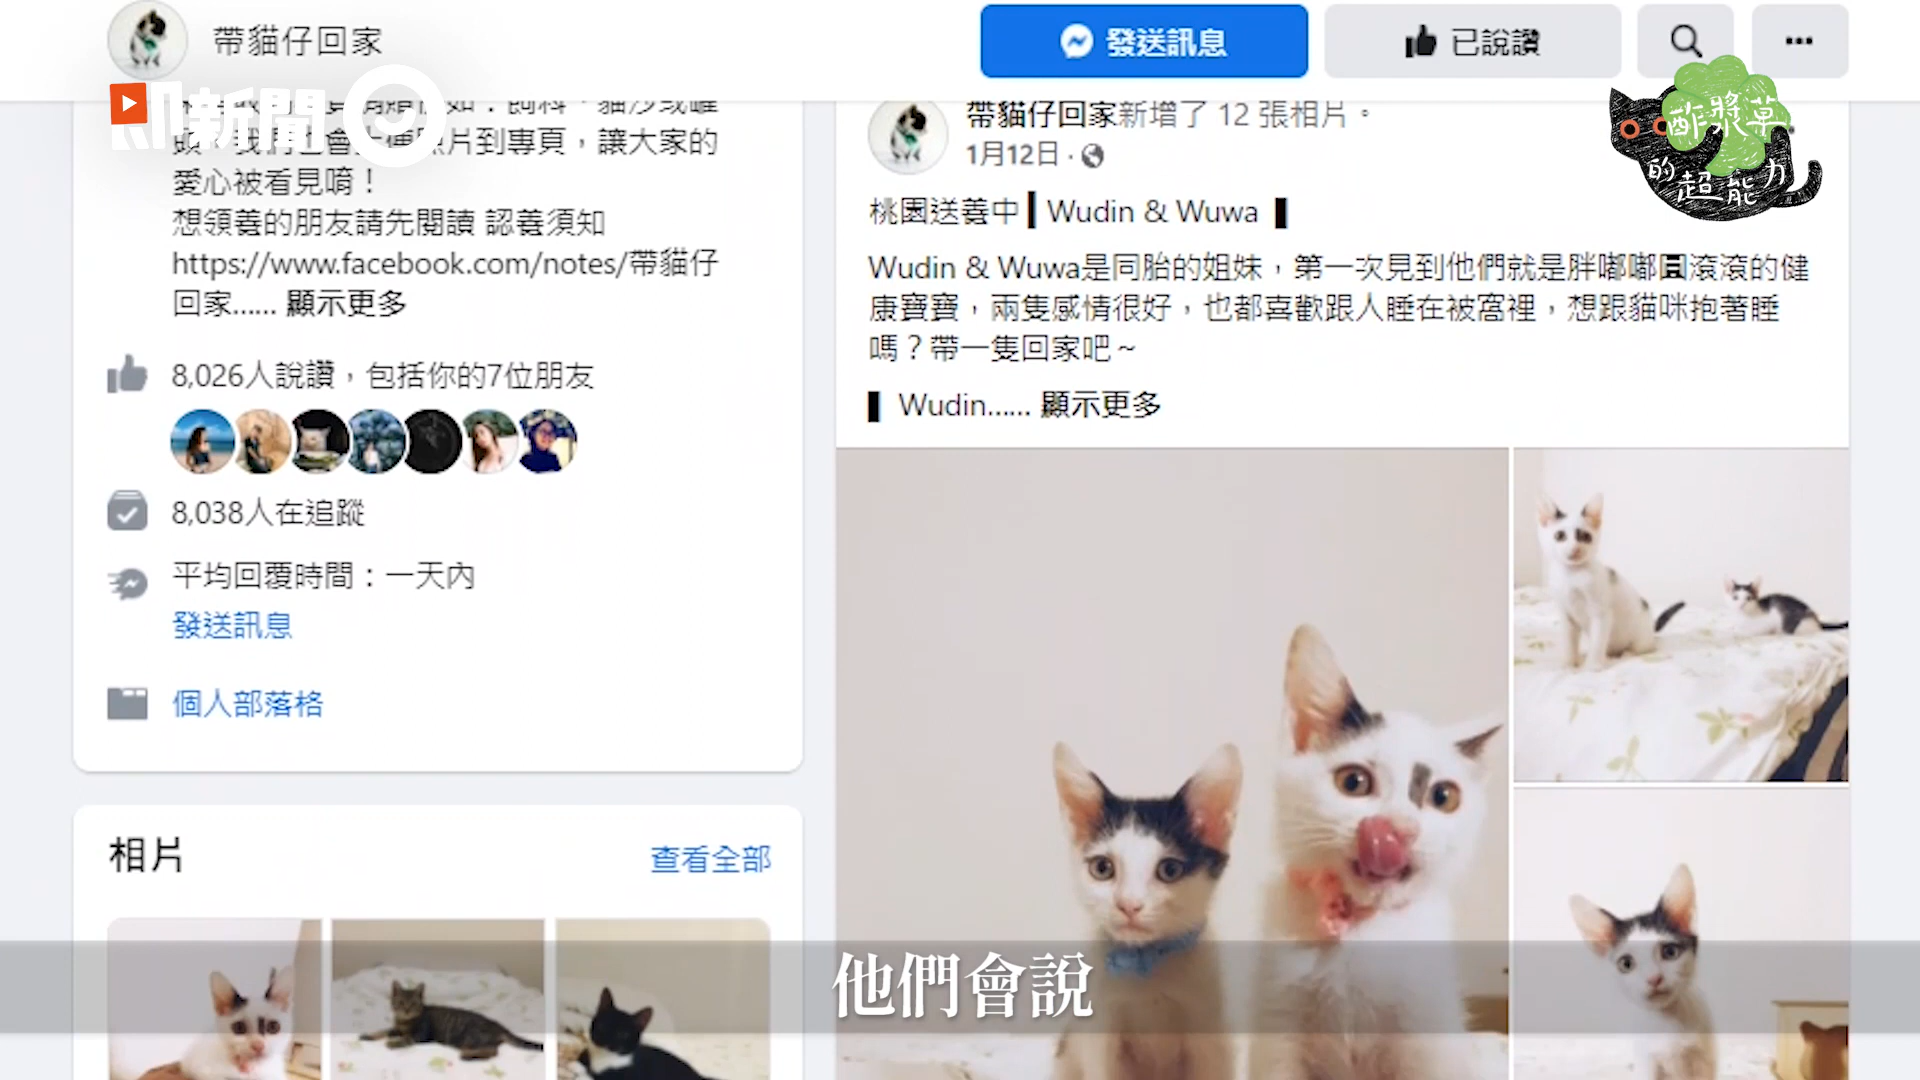 帶貓仔回家
發送訊息
已說讚
新聞
頭，我們也會上傳照片到專頁，讓大家的
愛心被看見唷！
想領養的朋友請先閱讀 認養須知
https://www.facebook.com/notes/帶貓仔
回家...... 顯示更多
8,026人說讚，包括你的7位朋友
8,038人在追蹤
平均回覆時間：一天內
發送訊息
個人部落格
相片
查看全部
帶貓仔回家新增了 12 張相片。
1月12日 ·
酢漿草
的超能力
桃園送養中▌Wudin & Wuwa ▌
Wudin & Wuwa是同胎的姐妹，第一次見到他們就是胖嘟嘟圓滾滾的健
康寶寶，兩隻感情很好，也都喜歡跟人睡在被窩裡，想跟貓咪抱著睡
嗎？帶一隻回家吧～
▌ Wudin...... 顯示更多
他們會說